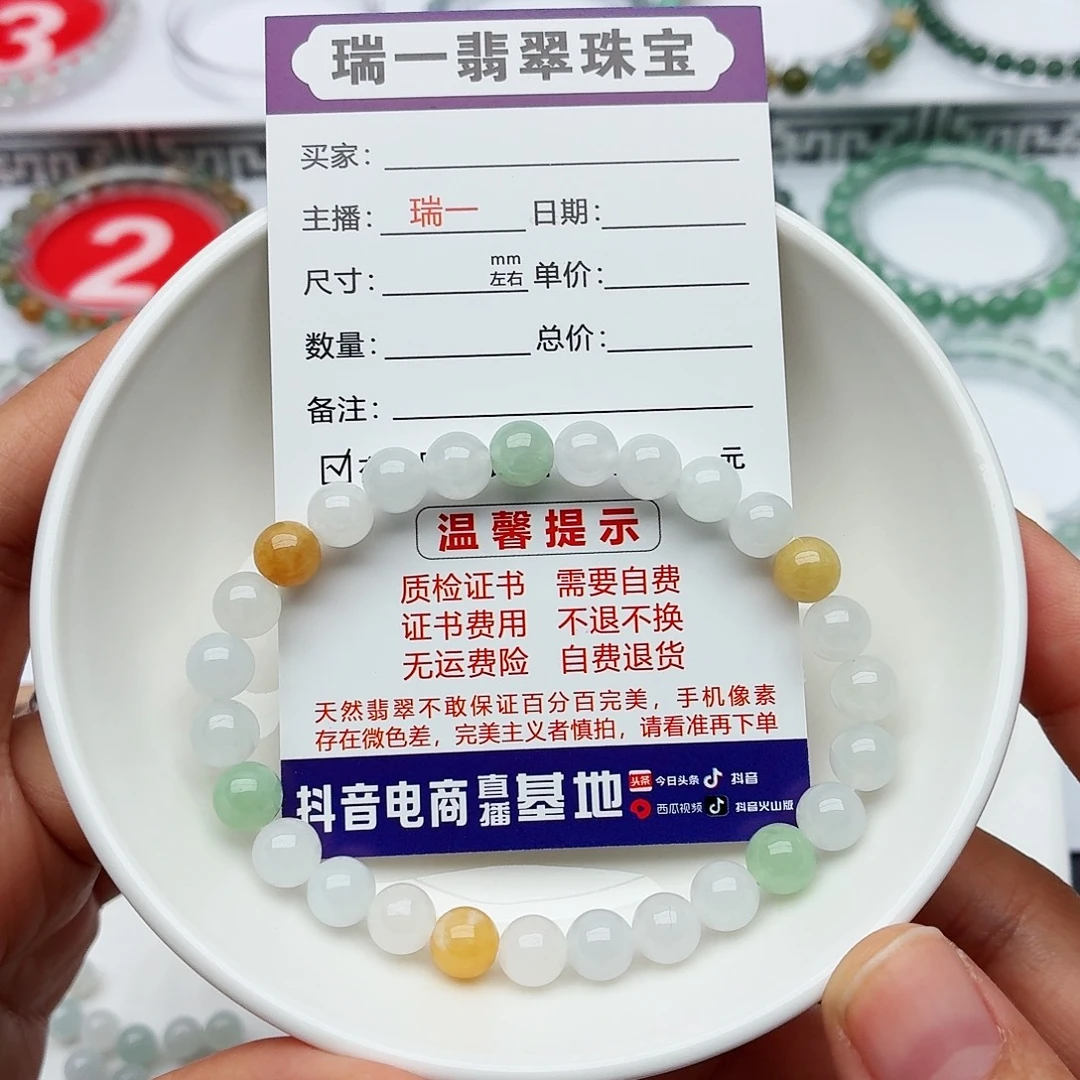 瑞一翡翠珠宝
买家：
主播：瑞一 日期：
尺寸： mm左右 单价：
数量： 总价：
备注：
元
温馨提示
质检证书 需要自费
证书费用 不退不换
无运费险 自费退货
天然翡翠不敢保证百分百完美，手机像素
存在微色差，完美主义者慎拍，请看准再下单
抖音电商直播基地 头条 今日头条 抖音
西瓜视频 抖音火山版
3
2